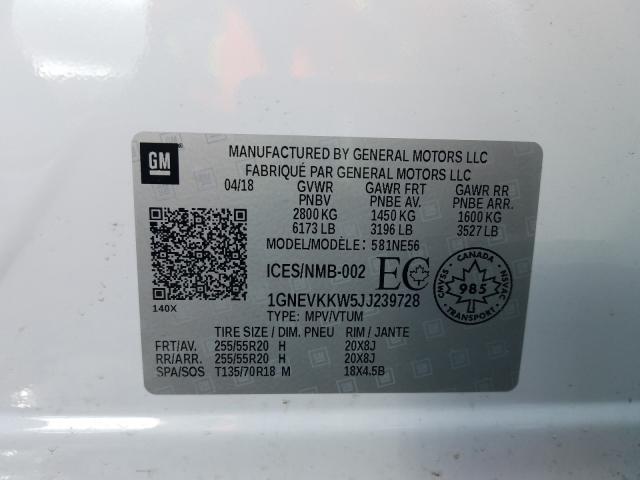 GM
MANUFACTURED BY GENERAL MOTORS LLC
FABRIQUÉ PAR GENERAL MOTORS LLC
04/18 GVWR GAWR FRT GAWR RR
PNBV PNBE AV. PNBE ARR.
2800 KG 1450 KG 1600 KG
6173 LB 3196 LB 3527 LB
MODEL/MODÈLE: 581NE56
ICES/NMB-002 EC
CANADA
CMVSS 985 NSVAC
TRANSPORT
140X
1GNEVKKW5JJ239728
TYPE: MPV/VTUM
TIRE SIZE / DIM. PNEU RIM / JANTE
FRT/AV. 255/55R20 H 20X8J
RR/ARR. 255/55R20 H 20X8J
SPA/SOS T135/70R18 M 18X4.5B